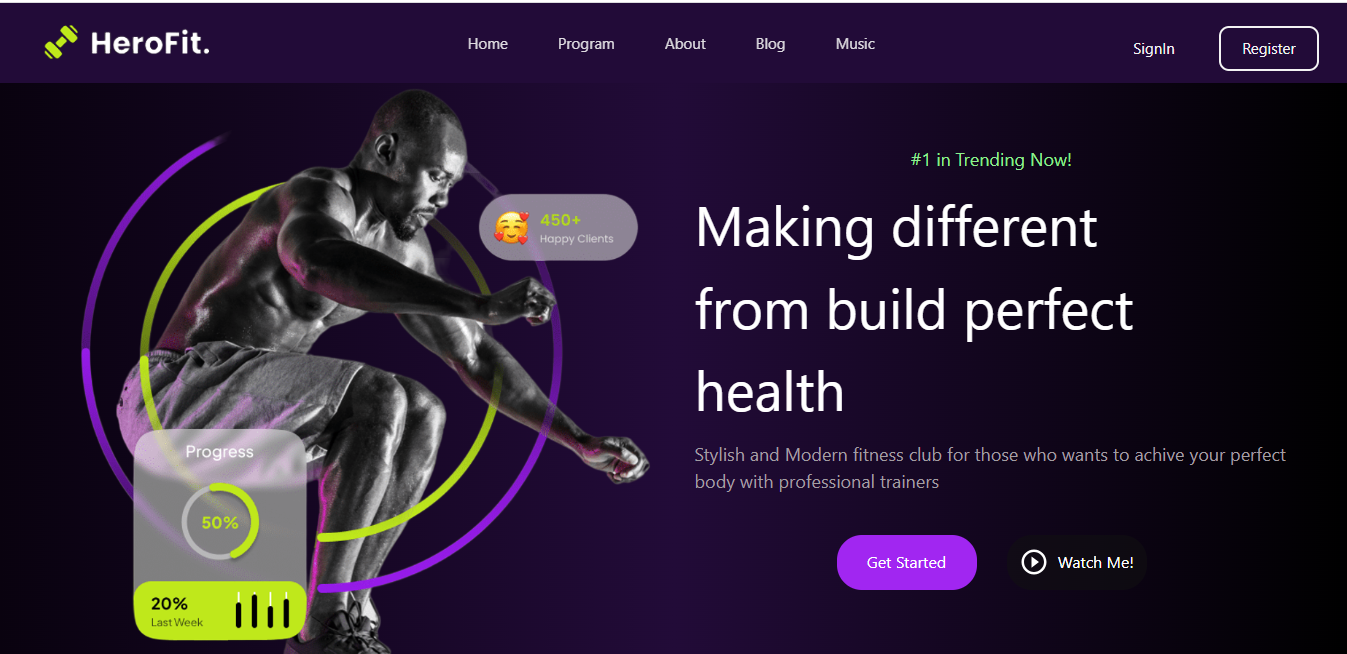 HeroFit.
Home Program About Blog Music
SignIn
Register
#1 in Trending Now!
450+
Happy Clients
Making different
from build perfect
health
Stylish and Modern fitness club for those who wants to achive your perfect
body with professional trainers
Get Started
Watch Me!
Progress
50%
20%
Last Week